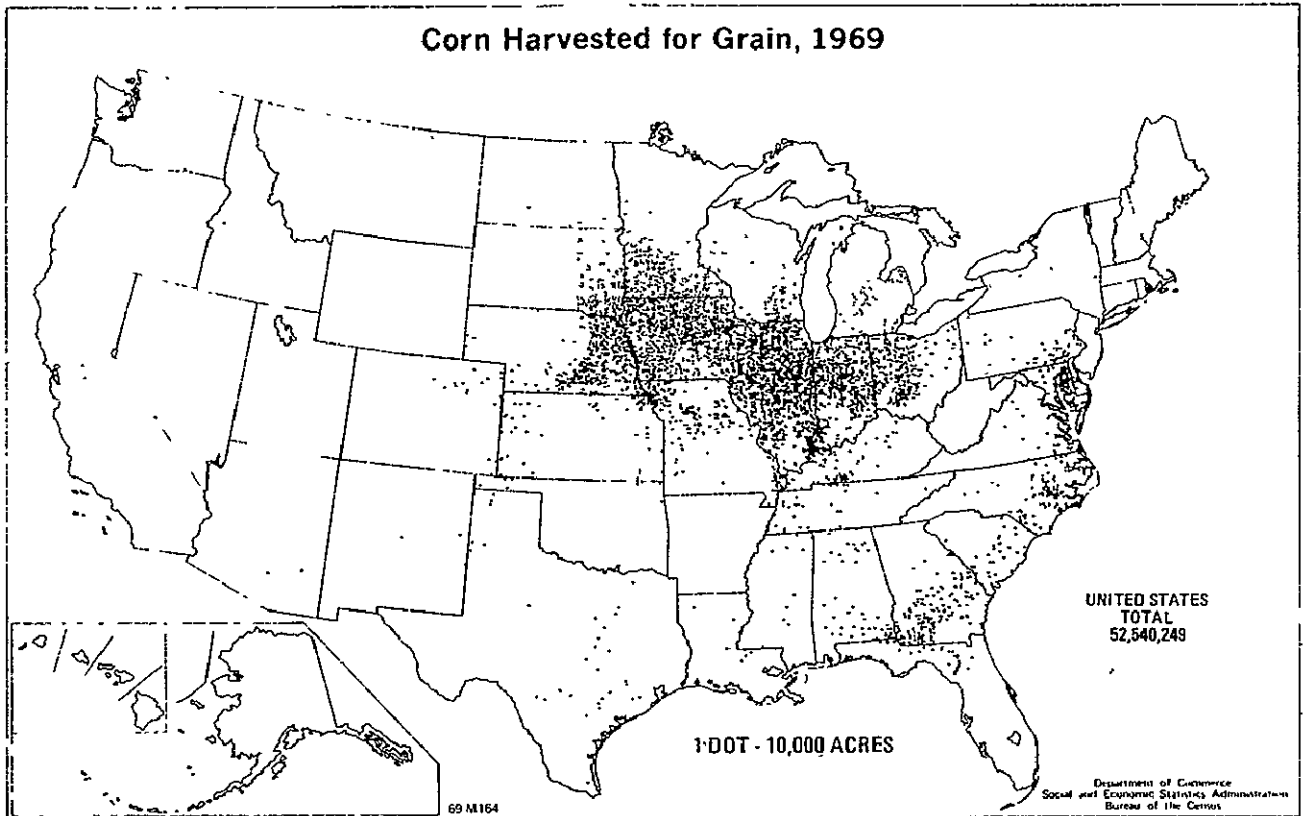 Corn Harvested for Grain, 1969
UNITED STATES
TOTAL
52,540,249
1 DOT - 10,000 ACRES
69 M164
Department of Commerce
Social and Economic Statistics Administration
Bureau of the Census